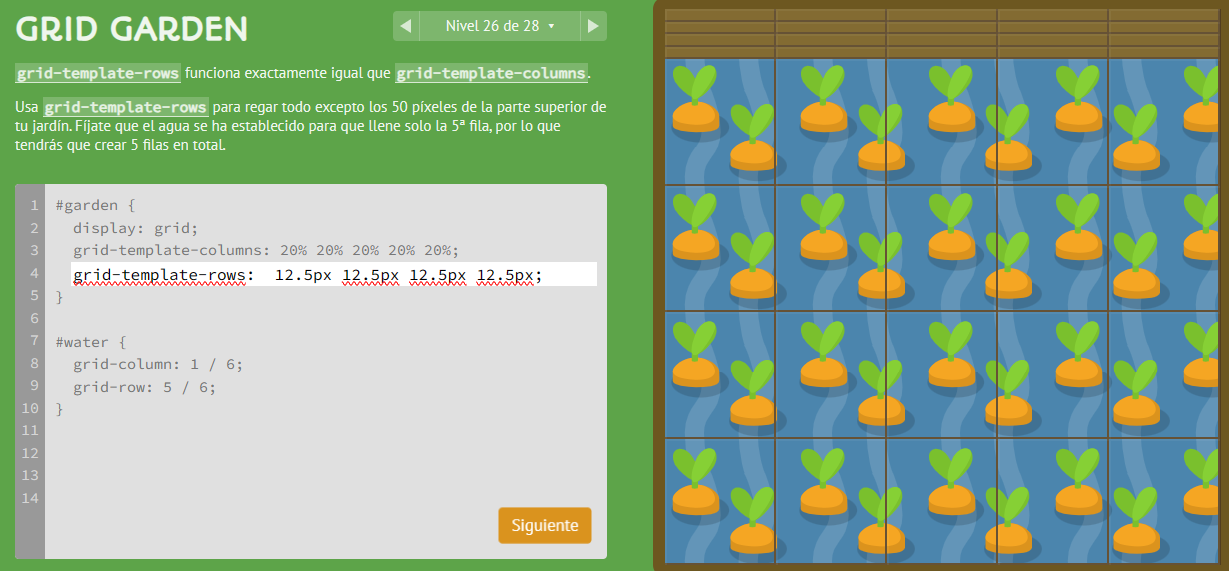 GRID GARDEN
Nivel 26 de 28
grid-template-rows funciona exactamente igual que grid-template-columns.
Usa grid-template-rows para regar todo excepto los 50 píxeles de la parte superior de
tu jardín. Fíjate que el agua se ha establecido para que llene solo la 5ª fila, por lo que
tendrás que crear 5 filas en total.
1 #garden {
2 display: grid;
3 grid-template-columns: 20% 20% 20% 20% 20%;
4 grid-template-rows: 12.5px 12.5px 12.5px 12.5px;
5 }
6
7 #water {
8 grid-column: 1 / 6;
9 grid-row: 5 / 6;
10 }
11
12
13
14
Siguiente